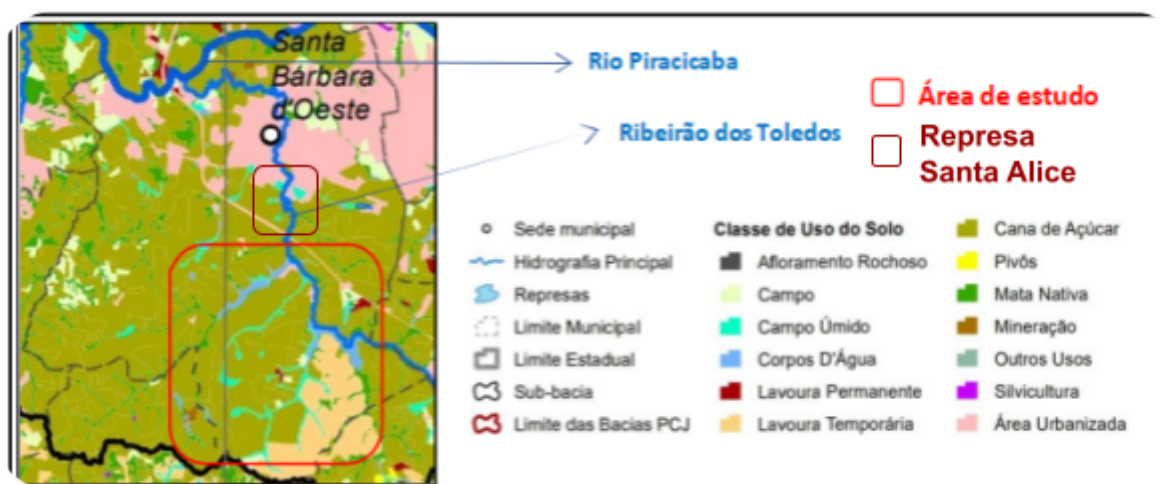 Santa
Bárbara
d'Oeste
Rio Piracicaba
Ribeirão dos Toledos
Área de estudo
Represa
Santa Alice
Sede municipal
Hidrografia Principal
Represas
Limite Municipal
Limite Estadual
Sub-bacia
Limite das Bacias PCJ
Classe de Uso do Solo
Afloramento Rochoso
Campo
Campo Úmido
Corpos D'Água
Lavoura Permanente
Lavoura Temporária
Cana de Açúcar
Pivôs
Mata Nativa
Mineração
Outros Usos
Silvicultura
Área Urbanizada